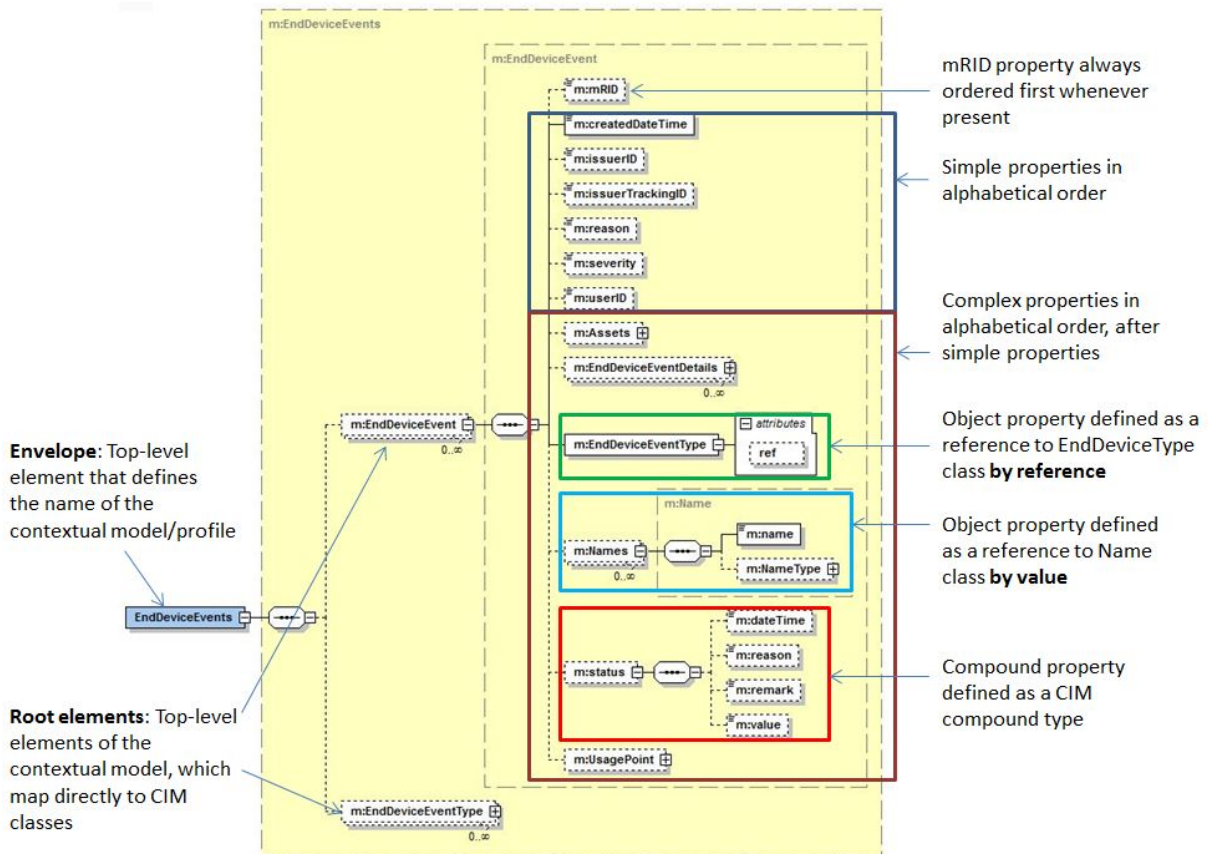 m:EndDeviceEvents
m:EndDeviceEvent
m:mRID
m:createdDateTime
m:issuerID
m:issuerTrackingID
m:reason
m:severity
m:userID
m:Assets
m:EndDeviceEventDetails
0..∞
m:EndDeviceEvent
0..∞
m:EndDeviceEventType
attributes
ref
m:Name
m:Names
0..∞
m:name
m:NameType
EndDeviceEvents
m:status
m:dateTime
m:reason
m:remark
m:value
m:UsagePoint
m:EndDeviceEventType
0..∞
Envelope: Top-level
element that defines
the name of the
contextual model/profile
Root elements: Top-level
elements of the
contextual model, which
map directly to CIM
classes
mRID property always
ordered first whenever
present
Simple properties in
alphabetical order
Complex properties in
alphabetical order, after
simple properties
Object property defined as a
reference to EndDeviceType
class by reference
Object property defined
as a reference to Name
class by value
Compound property
defined as a CIM
compound type